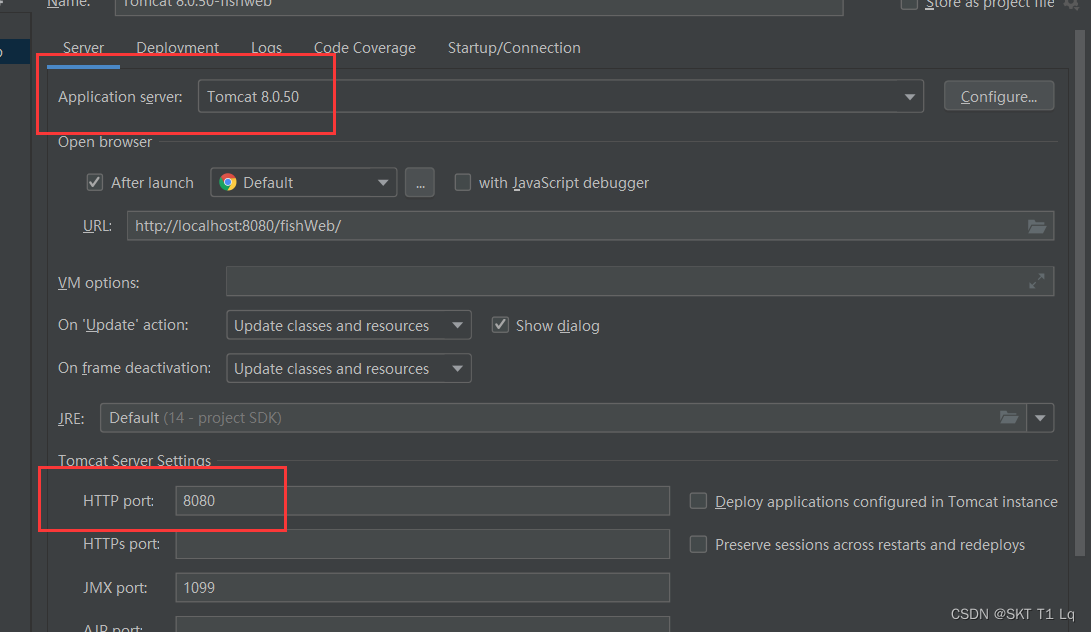 Name: Tomcat 8.0.50-fishweb Store as project file
Server Deployment Logs Code Coverage Startup/Connection
Application server: Tomcat 8.0.50 Configure...
Open browser
After launch Default ... with JavaScript debugger
URL: http://localhost:8080/fishWeb/
VM options:
On 'Update' action: Update classes and resources Show dialog
On frame deactivation: Update classes and resources
JRE: Default (14 - project SDK)
Tomcat Server Settings
HTTP port: 8080 Deploy applications configured in Tomcat instance
HTTPs port: Preserve sessions across restarts and redeploys
JMX port: 1099
AJP port:
CSDN @SKT T1 Lq